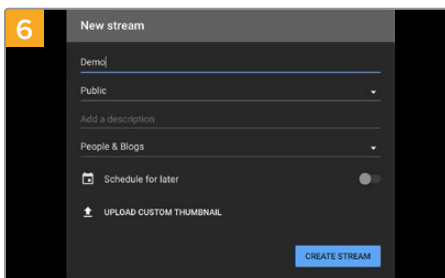 6
New stream
Demo
Public
Add a description
People & Blogs
Schedule for later
UPLOAD CUSTOM THUMBNAIL
CREATE STREAM